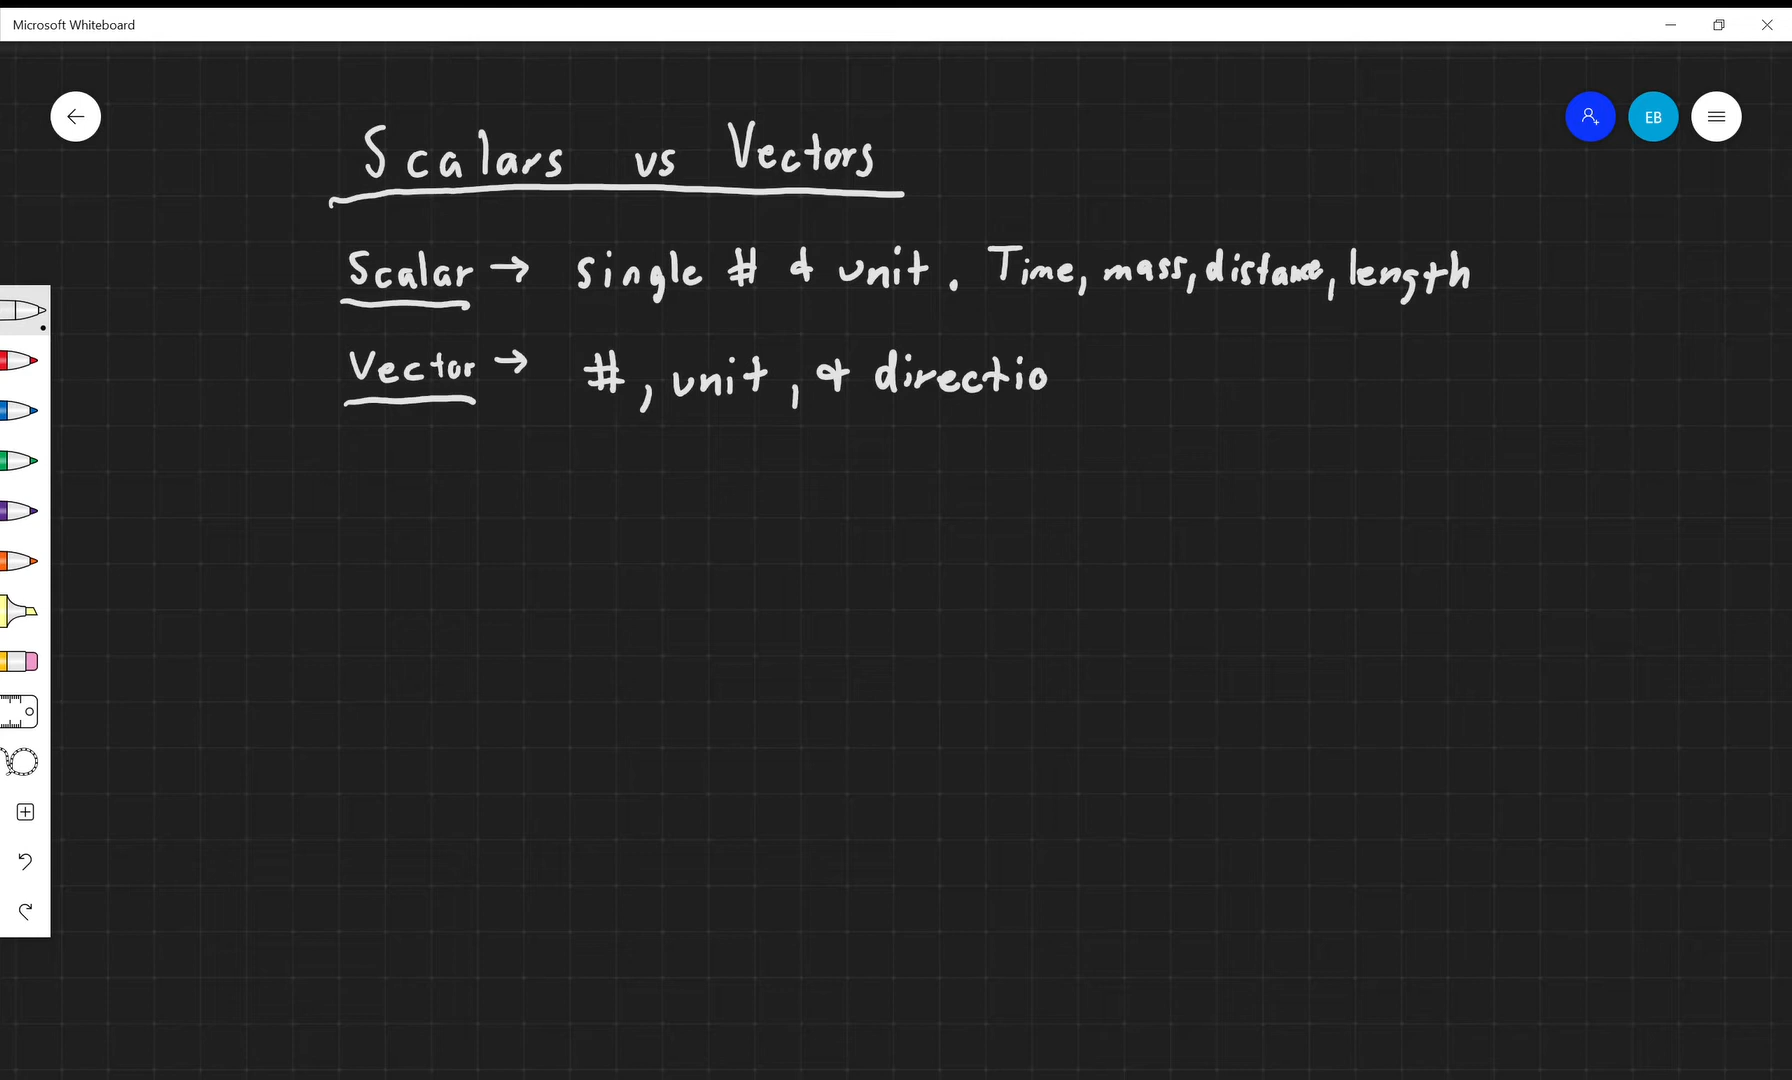 Microsoft Whiteboard
EB
Scalars vs Vectors
Scalar → single # & unit. Time, mass, distance, length
Vector → #, unit, & directio